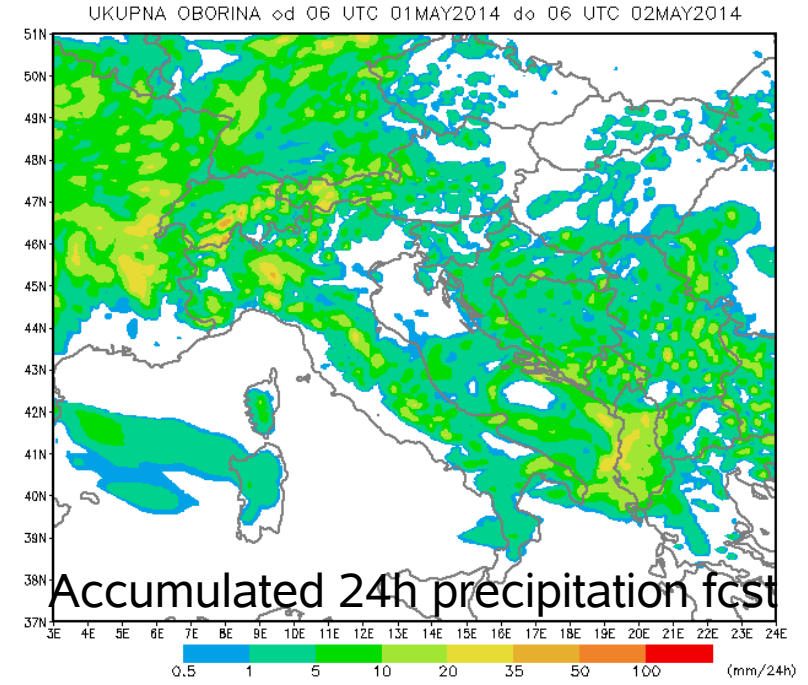 UKUPNA OBORINA od 06 UTC 01MAY2014 do 06 UTC 02MAY2014
51N
50N
49N
48N
47N
46N
45N
44N
43N
42N
41N
40N
39N
38N
37N
Accumulated 24h precipitation fcst
3E 4E 5E 6E 7E 8E 9E 10E 11E 12E 13E 14E 15E 16E 17E 18E 19E 20E 21E 22E 23E 24E
0.5 1 5 10 20 35 50 100 (mm/24h)